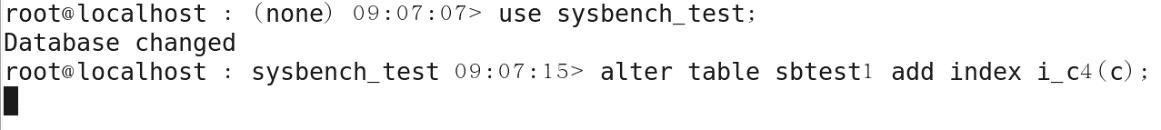 root@localhost : (none) 09:07:07> use sysbench_test;
Database changed
root@localhost : sysbench_test 09:07:15> alter table sbtest1 add index i_c4(c);